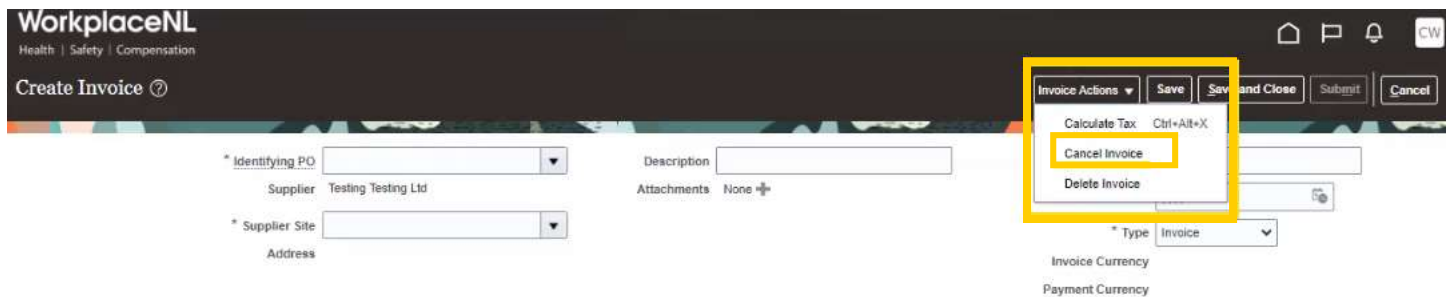 WorkplaceNL
Health | Safety | Compensation
CW
Create Invoice
Invoice Actions Save Save and Close Submit Cancel
Calculate Tax Ctrl+Alt+X
Cancel Invoice
Delete Invoice
* Identifying PO
Description
Supplier Testing Testing Ltd
Attachments None
* Supplier Site
* Type Invoice
Address
Invoice Currency
Payment Currency